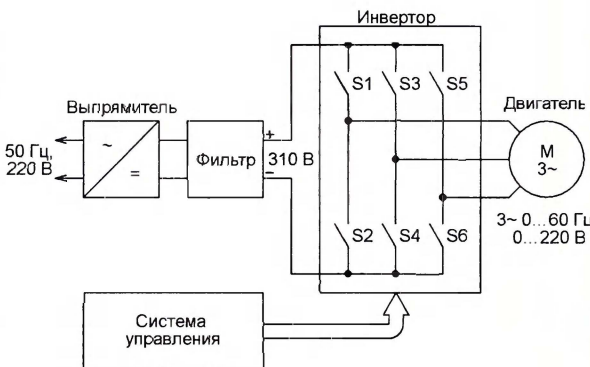 Инвертор
S1
S3
S5
Выпрямитель
Двигатель
50 Гц,
220 В
~
=
Фильтр
+
310 В
–
М
3~
S2
S4
S6
3~ 0...60 Гц
0...220 В
Система
управления